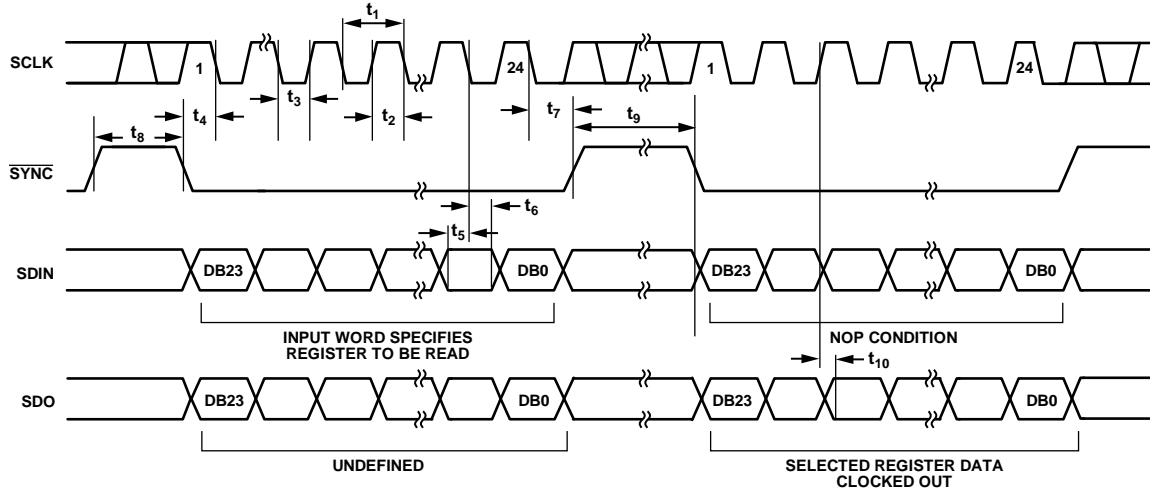 t1
SCLK
1
24
1
24
t3
t4
t2
t7
t9
t8
SYNC
t6
t5
SDIN
DB23
DB0
DB23
DB0
INPUT WORD SPECIFIES
REGISTER TO BE READ
NOP CONDITION
t10
SDO
DB23
DB0
DB23
DB0
UNDEFINED
SELECTED REGISTER DATA
CLOCKED OUT